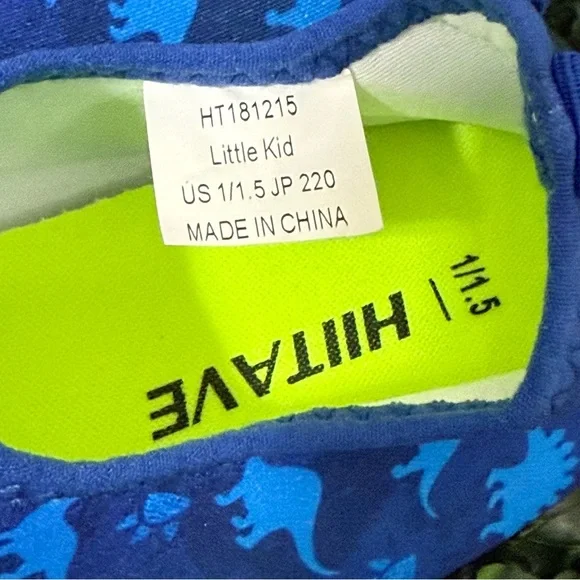 HT181215
Little Kid
US 1/1.5 JP 220
MADE IN CHINA
HIITAVE | 1/1.5